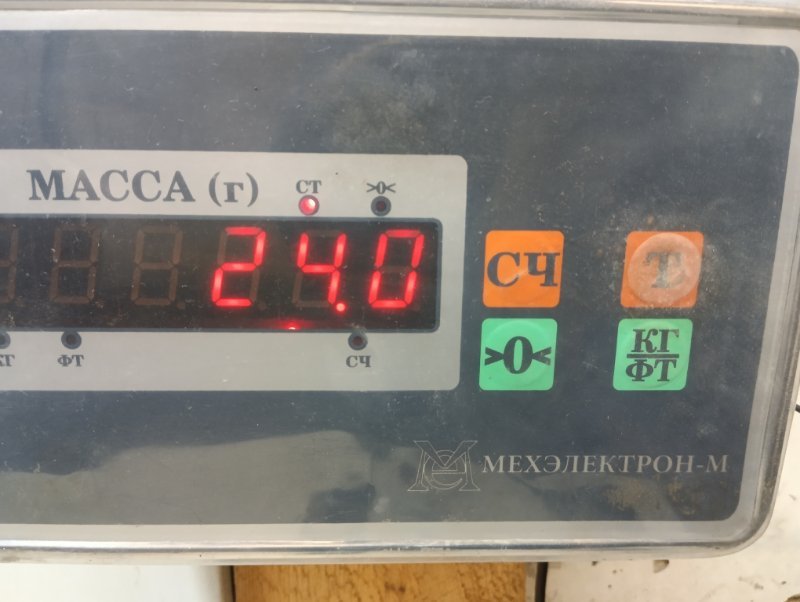 МАССА (г)
СТ
>0<
24.0
СЧ
Т
ФТ
СЧ
>0<
КГ
ФТ
МЕХЭЛЕКТРОН-М